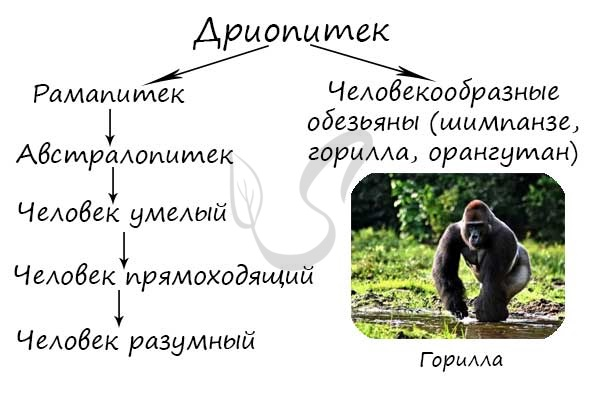 Дриопитек
Рамапитек
Австралопитек
Человек умелый
Человек прямоходящий
Человек разумный
Человекообразные
обезьяны (шимпанзе,
горилла, орангутан)
Горилла